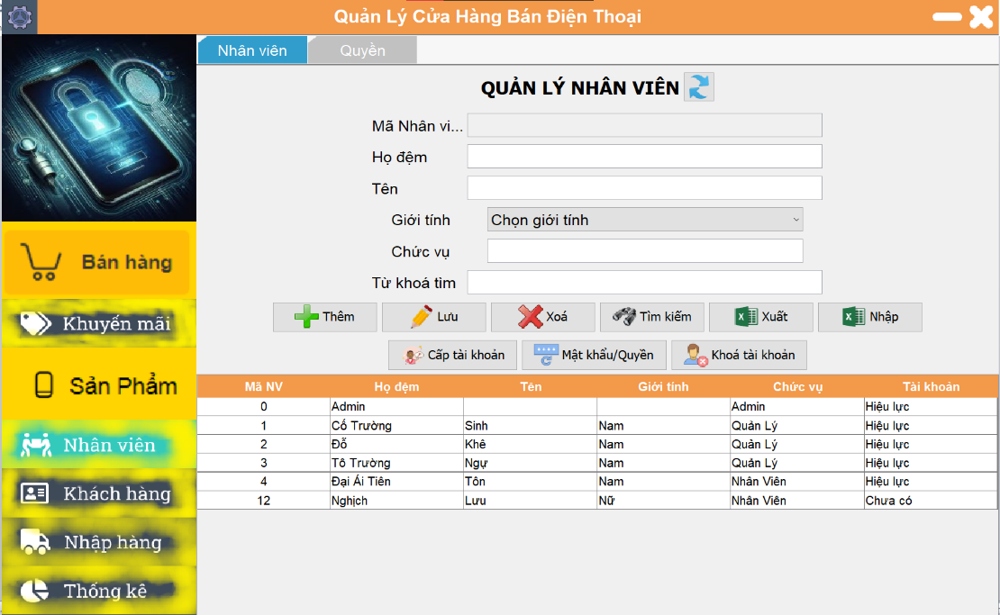 Quản Lý Cửa Hàng Bán Điện Thoại
Nhân viên Quyền
QUẢN LÝ NHÂN VIÊN
Mã Nhân vi...
Họ đệm
Tên
Giới tính Chọn giới tính
Chức vụ
Từ khoá tìm
Thêm Lưu Xoá Tìm kiếm Xuất Nhập
Cấp tài khoản Mật khẩu/Quyền Khoá tài khoản
Mã NV Họ đệm Tên Giới tính Chức vụ Tài khoản
0 Admin Admin Hiệu lực
1 Cố Trường Sinh Nam Quản Lý Hiệu lực
2 Đỗ Khê Nam Quản Lý Hiệu lực
3 Tô Trường Ngự Nam Quản Lý Hiệu lực
4 Đại Ái Tiên Tôn Nam Nhân Viên Hiệu lực
12 Nghịch Lưu Nữ Nhân Viên Chưa có
Bán hàng
Khuyến mãi
Sản Phẩm
Nhân viên
Khách hàng
Nhập hàng
Thống kê